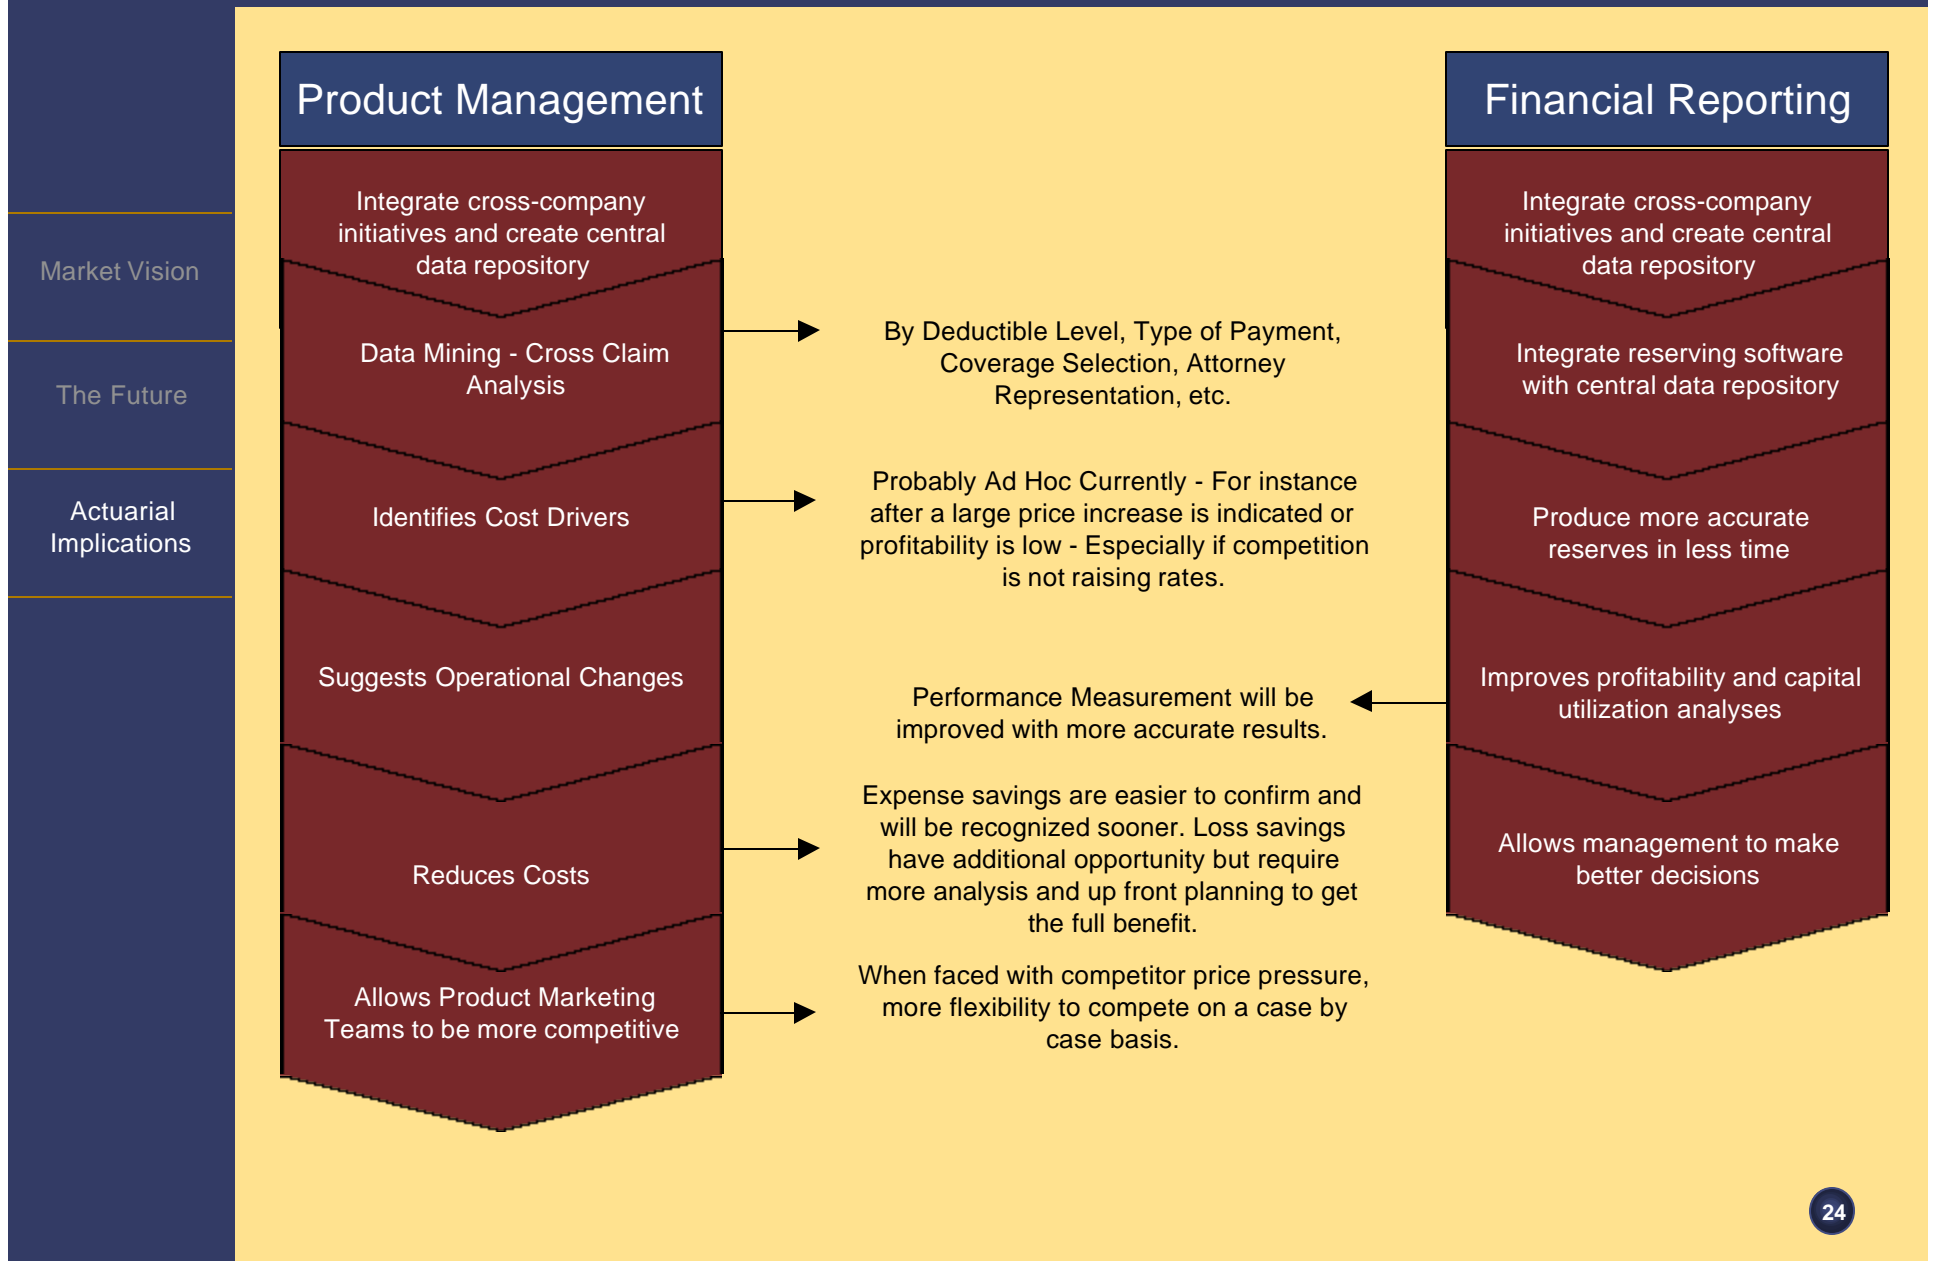 Market Vision
The Future
Actuarial
Implications
Product Management
Integrate cross-company
initiatives and create central
data repository
Data Mining - Cross Claim
Analysis
Identifies Cost Drivers
Suggests Operational Changes
Reduces Costs
Allows Product Marketing
Teams to be more competitive
By Deductible Level, Type of Payment,
Coverage Selection, Attorney
Representation, etc.
Probably Ad Hoc Currently - For instance
after a large price increase is indicated or
profitability is low - Especially if competition
is not raising rates.
Performance Measurement will be
improved with more accurate results.
Expense savings are easier to confirm and
will be recognized sooner. Loss savings
have additional opportunity but require
more analysis and up front planning to get
the full benefit.
When faced with competitor price pressure,
more flexibility to compete on a case by
case basis.
Financial Reporting
Integrate cross-company
initiatives and create central
data repository
Integrate reserving software
with central data repository
Produce more accurate
reserves in less time
Improves profitability and capital
utilization analyses
Allows management to make
better decisions
24